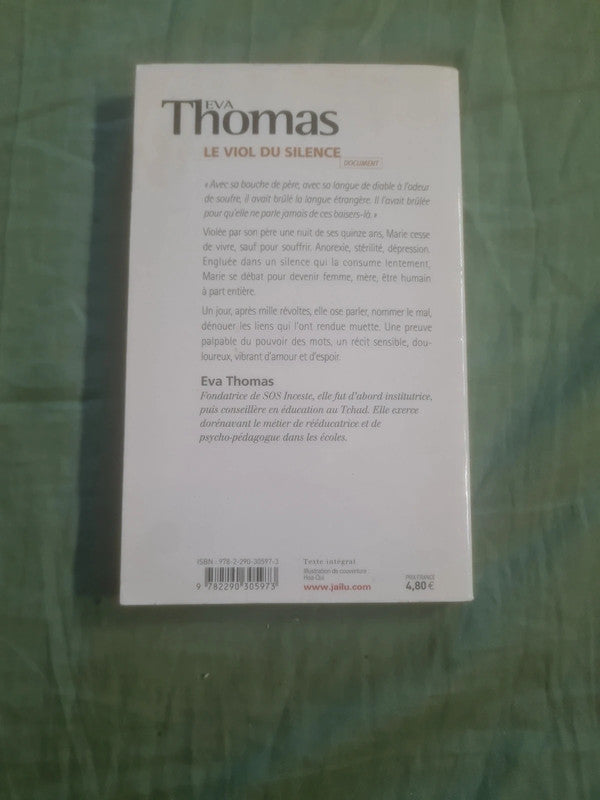 EVA
Thomas
LE VIOL DU SILENCE
DOCUMENT
« Avec sa bouche de père, avec sa langue de diable à l'odeur
de soufre, il avait brûlé la langue étrangère. Il l'avait brûlée
pour qu'elle ne parle jamais de ces baisers-là. »
Violée par son père une nuit de ses quinze ans, Marie cesse
de vivre, sauf pour souffrir. Anorexie, stérilité, dépression.
Engluée dans un silence qui la consume lentement,
Marie se débat pour devenir femme, mère, être humain
à part entière.
Un jour, après mille révoltes, elle ose parler, nommer le mal,
dénouer les liens qui l'ont rendue muette. Une preuve
palpable du pouvoir des mots, un récit sensible, dou-
loureux, vibrant d'amour et d'espoir.
Eva Thomas
Fondatrice de SOS Inceste, elle fut d'abord institutrice,
puis conseillère en éducation au Tchad. Elle exerce
dorénavant le métier de rééducatrice et de
psycho-pédagogue dans les écoles.
ISBN : 978-2-290-30597-3
9 782290 305973
Texte intégral
Illustration de couverture :
Hoa-Qui
www.jailu.com
PRIX FRANCE
4,80 €